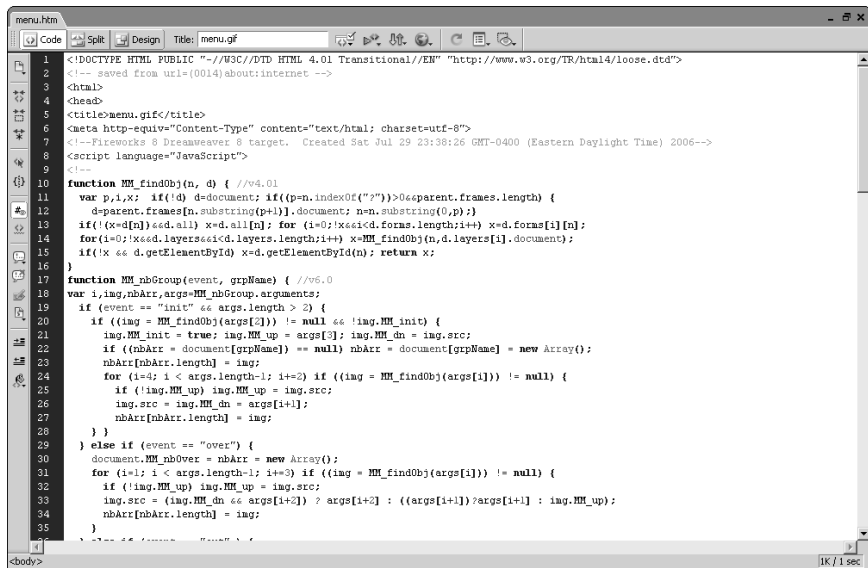 menu.htm
Code Split Design Title: menu.gif
1 <!DOCTYPE HTML PUBLIC "-//W3C//DTD HTML 4.01 Transitional//EN" "http://www.w3.org/TR/html4/loose.dtd">
2 <!-- saved from url=(0014)about:internet -->
3 <html>
4 <head>
5 <title>menu.gif</title>
6 <meta http-equiv="Content-Type" content="text/html; charset=utf-8">
7 <!--Fireworks 8 Dreamweaver 8 target.  Created Sat Jul 29 23:38:26 GMT-0400 (Eastern Daylight Time) 2006-->
8 <script language="JavaScript">
9 <!--
10 function MM_findObj(n, d) { //v4.01
11   var p,i,x;  if(!d) d=document; if((p=n.indexOf("?"))>0&&parent.frames.length) {
12     d=parent.frames[n.substring(p+1)].document; n=n.substring(0,p);}
13   if(!(x=d[n])&&d.all) x=d.all[n]; for (i=0;!x&&i<d.forms.length;i++) x=d.forms[i][n];
14   for(i=0;!x&&d.layers&&i<d.layers.length;i++) x=MM_findObj(n,d.layers[i].document);
15   if(!x && d.getElementById) x=d.getElementById(n); return x;
16 }
17 function MM_nbGroup(event, grpName) { //v6.0
18 var i,img,nbArr,args=MM_nbGroup.arguments;
19   if (event == "init" && args.length > 2) {
20     if ((img = MM_findObj(args[2])) != null && !img.MM_init) {
21       img.MM_init = true; img.MM_up = args[3]; img.MM_dn = img.src;
22       if ((nbArr = document[grpName]) == null) nbArr = document[grpName] = new Array();
23       nbArr[nbArr.length] = img;
24       for (i=4; i < args.length-1; i+=2) if ((img = MM_findObj(args[i])) != null) {
25         if (!img.MM_up) img.MM_up = img.src;
26         img.src = img.MM_dn = args[i+1];
27         nbArr[nbArr.length] = img;
28     } }
29   } else if (event == "over") {
30     document.MM_nbOver = nbArr = new Array();
31     for (i=1; i < args.length-1; i+=3) if ((img = MM_findObj(args[i])) != null) {
32       if (!img.MM_up) img.MM_up = img.src;
33       img.src = (img.MM_dn && args[i+2]) ? args[i+2] : ((args[i+1])?args[i+1] : img.MM_up);
34       nbArr[nbArr.length] = img;
35     }
36   } else if (event == "out" ) {
<body> 1K / 1 sec